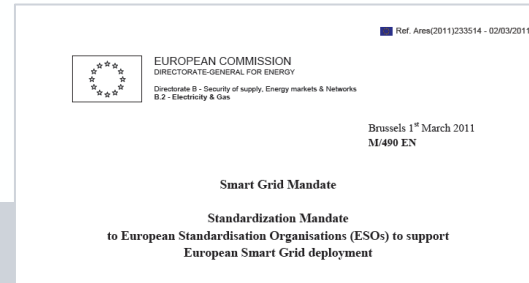 Ref. Ares(2011)233514 - 02/03/2011
EUROPEAN COMMISSION
DIRECTORATE-GENERAL FOR ENERGY
Directorate B - Security of supply, Energy markets & Networks
B.2 - Electricity & Gas
Brussels 1st March 2011
M/490 EN
Smart Grid Mandate
Standardization Mandate
to European Standardisation Organisations (ESOs) to support
European Smart Grid deployment